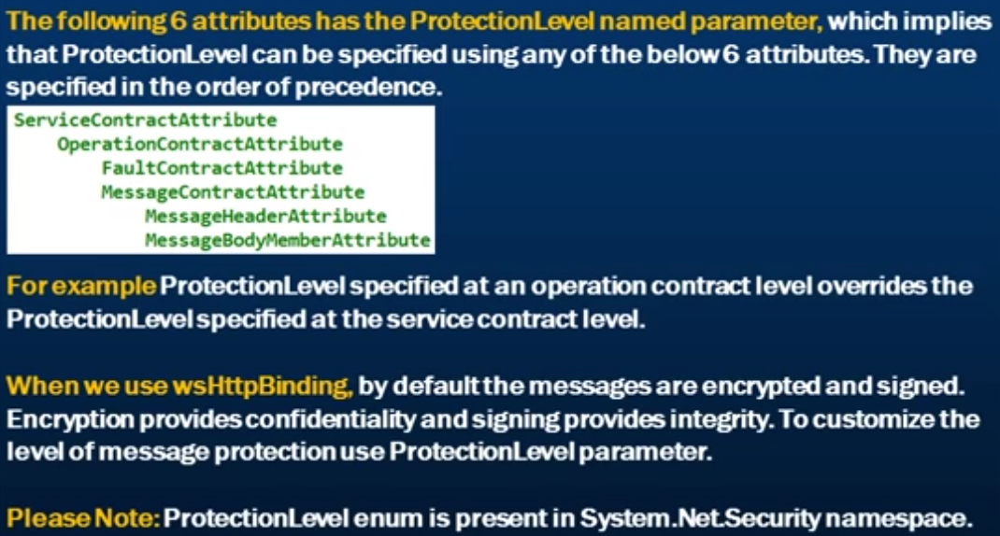 The following 6 attributes has the ProtectionLevel named parameter, which implies
that ProtectionLevel can be specified using any of the below 6 attributes. They are
specified in the order of precedence.
ServiceContractAttribute
OperationContractAttribute
FaultContractAttribute
MessageContractAttribute
MessageHeaderAttribute
MessageBodyMemberAttribute
For example ProtectionLevel specified at an operation contract level overrides the
ProtectionLevel specified at the service contract level.
When we use wsHttpBinding, by default the messages are encrypted and signed.
Encryption provides confidentiality and signing provides integrity. To customize the
level of message protection use ProtectionLevel parameter.
Please Note: ProtectionLevel enum is present in System.Net.Security namespace.